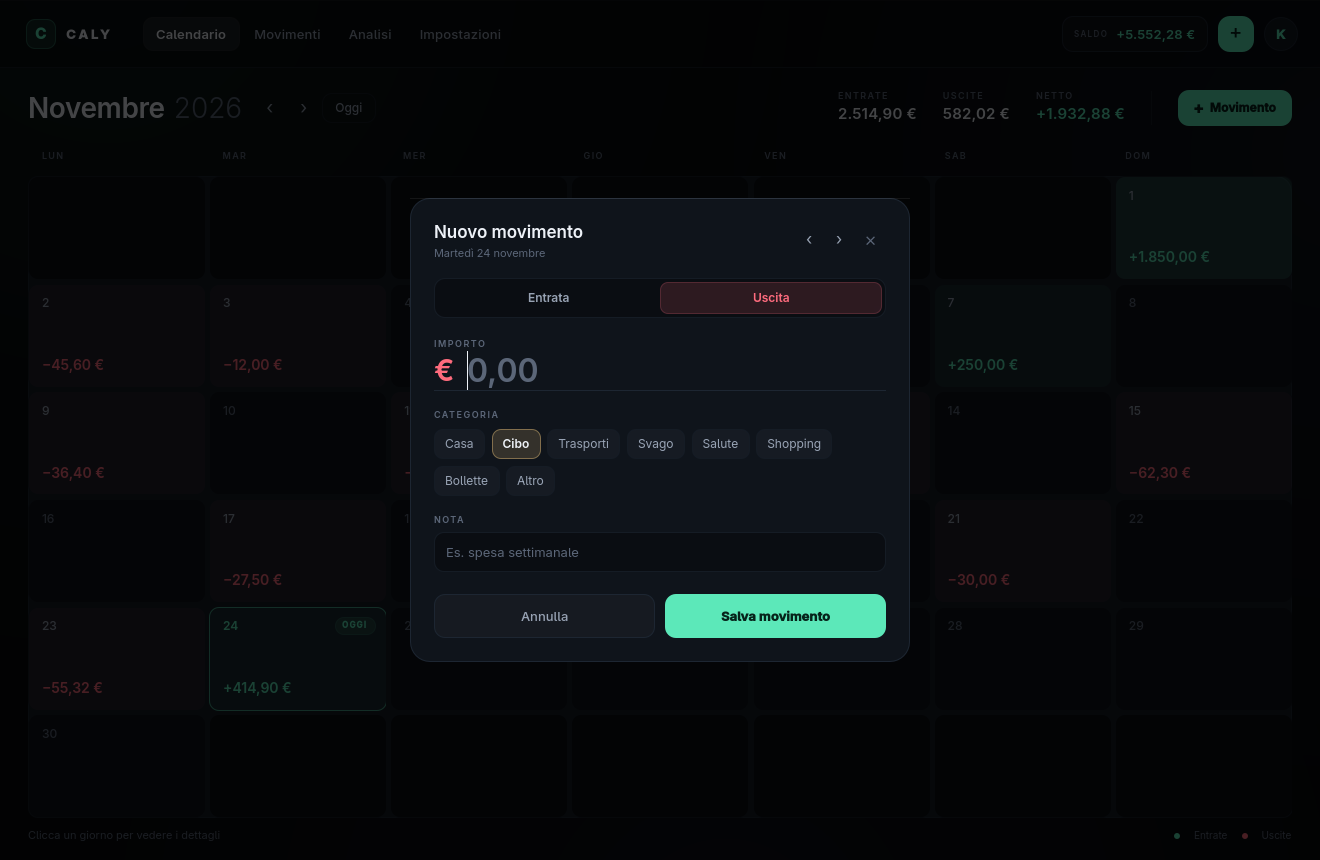 C CALY Calendario Movimenti Analisi Impostazioni SALDO +5.552,28 € + K
Novembre 2026 ‹ › Oggi
ENTRATE USCITE NETTO
2.514,90 € 582,02 € +1.932,88 €
+ Movimento
LUN MAR MER GIO VEN SAB DOM
1
+1.850,00 €
2 3 4 7 8
−45,60 € −12,00 € +250,00 €
9 10 14 15
−36,40 € −62,30 €
16 17 21 22
−27,50 € −30,00 €
23 24 OGGI 28 29
−55,32 € +414,90 €
30
Nuovo movimento ‹ › ×
Martedì 24 novembre
Entrata Uscita
IMPORTO
€ 0,00
CATEGORIA
Casa Cibo Trasporti Svago Salute Shopping
Bollette Altro
NOTA
Es. spesa settimanale
Annulla Salva movimento
Clicca un giorno per vedere i dettagli
Entrate Uscite